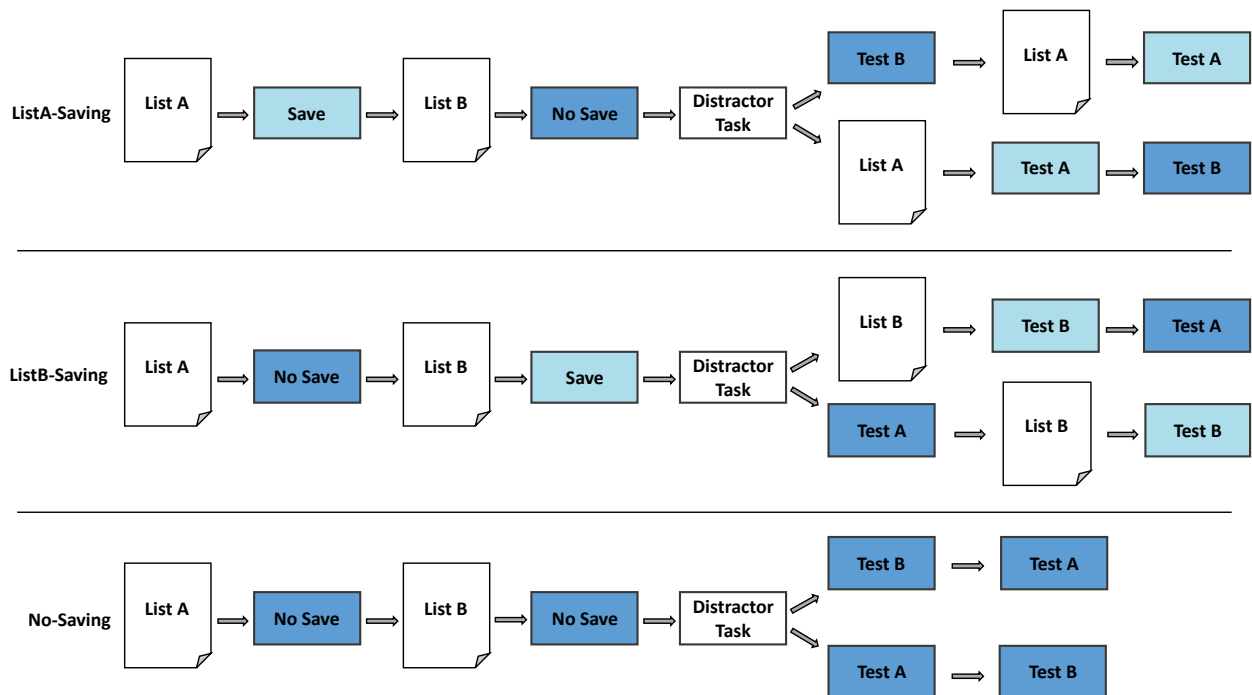 ListA-Saving
List A
Save
List B
No Save
Distractor
Task
Test B
List A
Test A
List A
Test A
Test B
ListB-Saving
List A
No Save
List B
Save
Distractor
Task
List B
Test B
Test A
Test A
List B
Test B
No-Saving
List A
No Save
List B
No Save
Distractor
Task
Test B
Test A
Test A
Test B